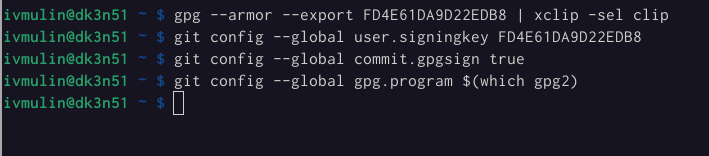 ivmulin@dk3n51 ~ $ gpg --armor --export FD4E61DA9D22EDB8 | xclip -sel clip
ivmulin@dk3n51 ~ $ git config --global user.signingkey FD4E61DA9D22EDB8
ivmulin@dk3n51 ~ $ git config --global commit.gpgsign true
ivmulin@dk3n51 ~ $ git config --global gpg.program $(which gpg2)
ivmulin@dk3n51 ~ $